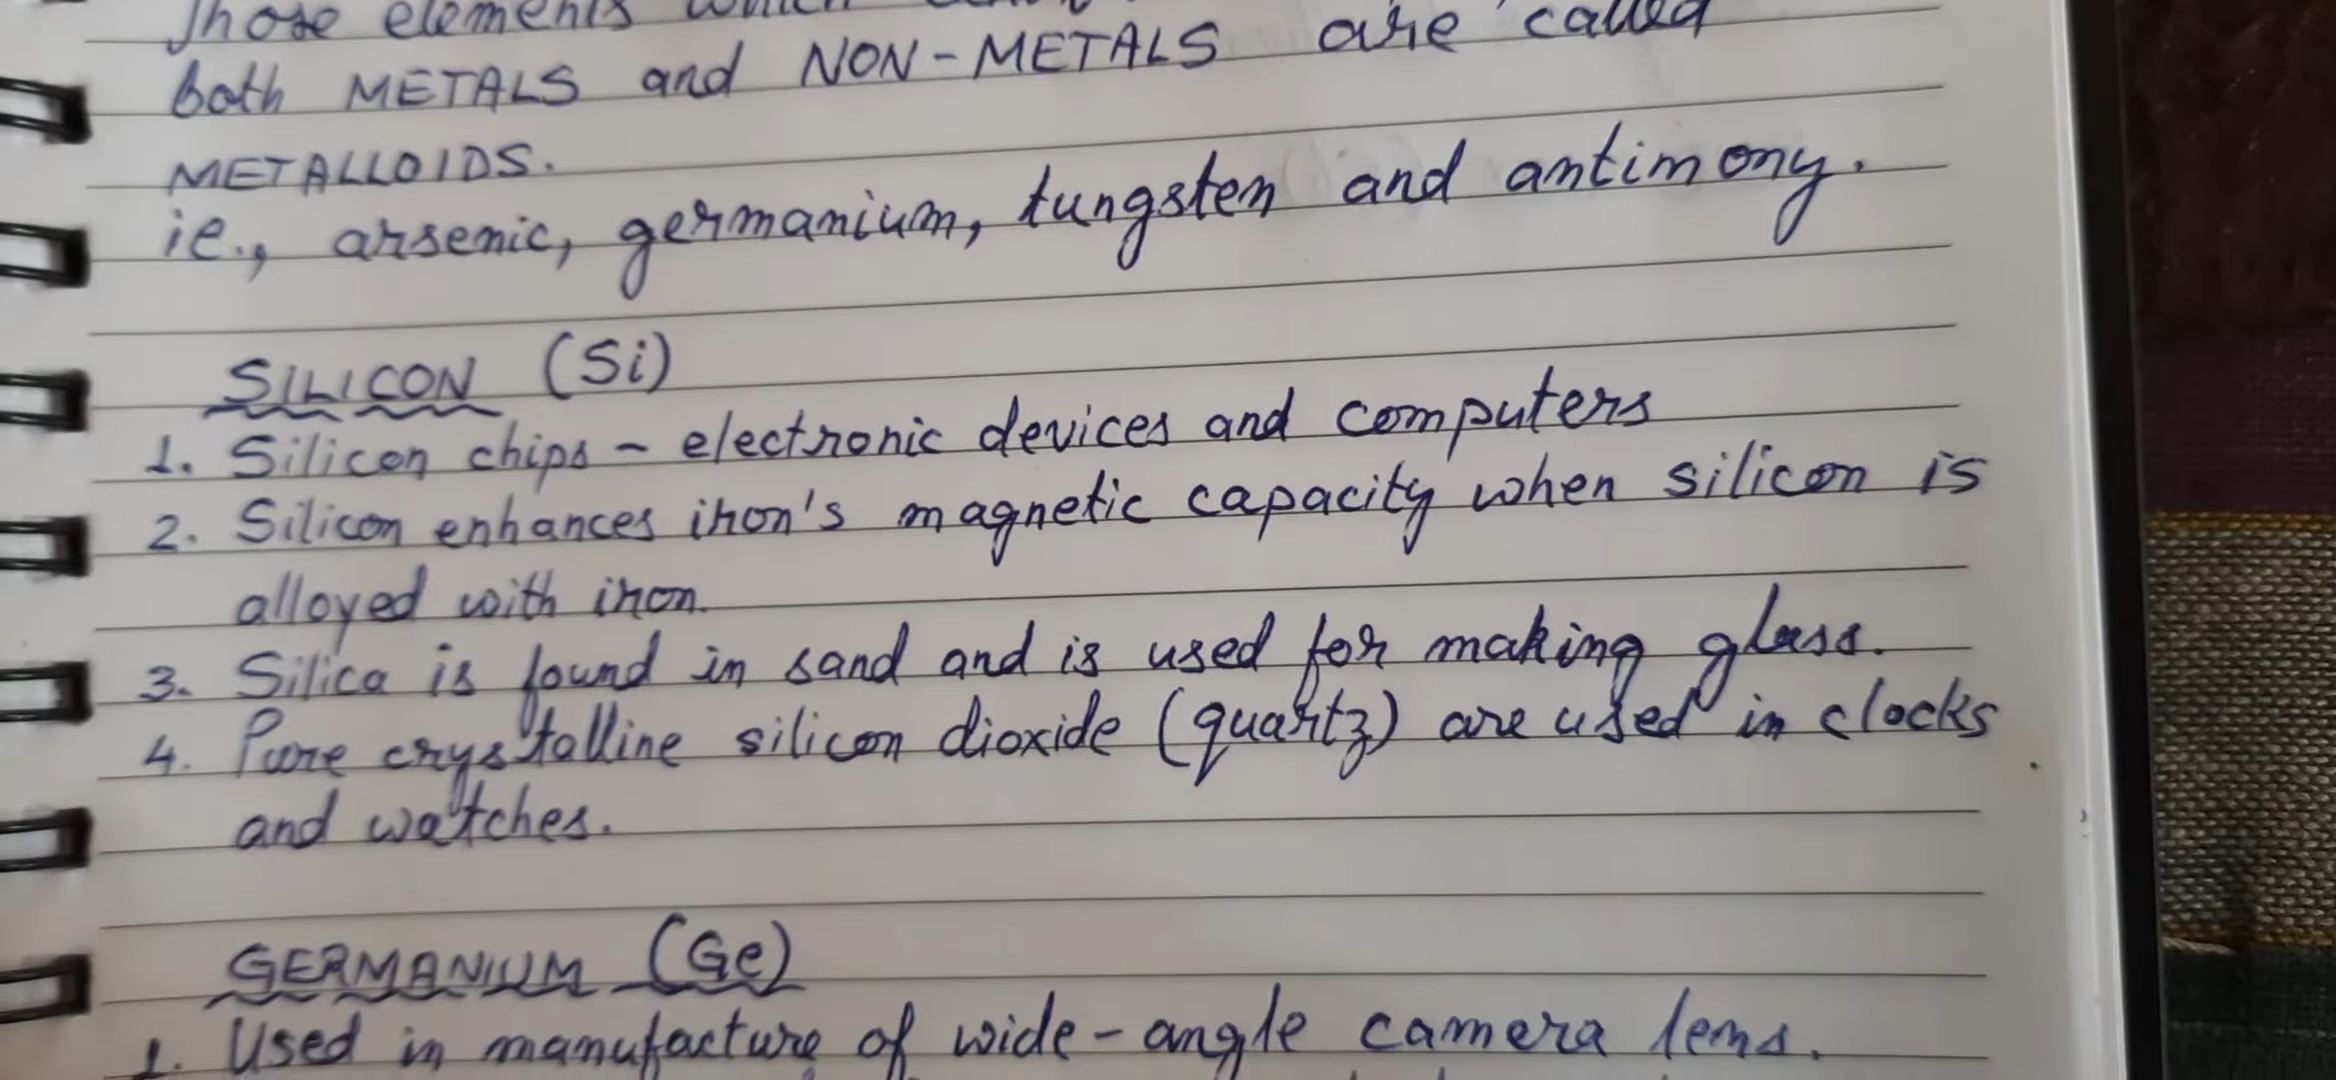 Those elements which
both METALS and NON-METALS are called
METALLOIDS.
ie., arsenic, germanium, tungsten and antimony.
SILICON (Si)
1. Silicon chips - electronic devices and computers
2. Silicon enhances iron's magnetic capacity when silicon is
alloyed with iron.
3. Silica is found in sand and is used for making glass.
4. Pure crystalline silicon dioxide (quartz) are used in clocks
and watches.
GERMANIUM (Ge)
1. Used in manufacture of wide-angle camera lens.